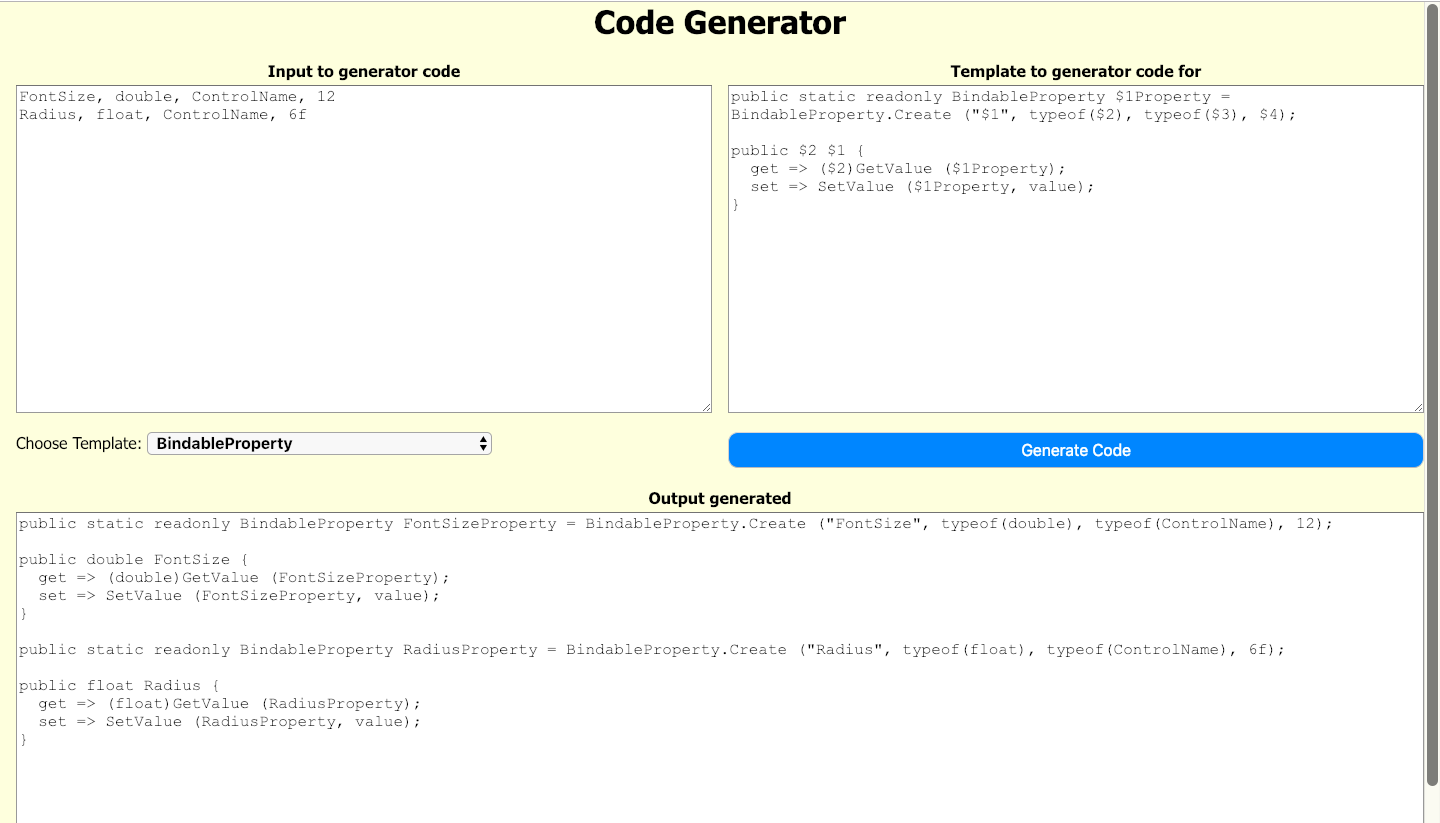 Code Generator
Input to generator code
FontSize, double, ControlName, 12
Radius, float, ControlName, 6f
Template to generator code for
public static readonly BindableProperty $1Property =
BindableProperty.Create ("$1", typeof($2), typeof($3), $4);
public $2 $1 {
  get => ($2)GetValue ($1Property);
  set => SetValue ($1Property, value);
}
Choose Template: BindableProperty
Generate Code
Output generated
public static readonly BindableProperty FontSizeProperty = BindableProperty.Create ("FontSize", typeof(double), typeof(ControlName), 12);
public double FontSize {
  get => (double)GetValue (FontSizeProperty);
  set => SetValue (FontSizeProperty, value);
}
public static readonly BindableProperty RadiusProperty = BindableProperty.Create ("Radius", typeof(float), typeof(ControlName), 6f);
public float Radius {
  get => (float)GetValue (RadiusProperty);
  set => SetValue (RadiusProperty, value);
}